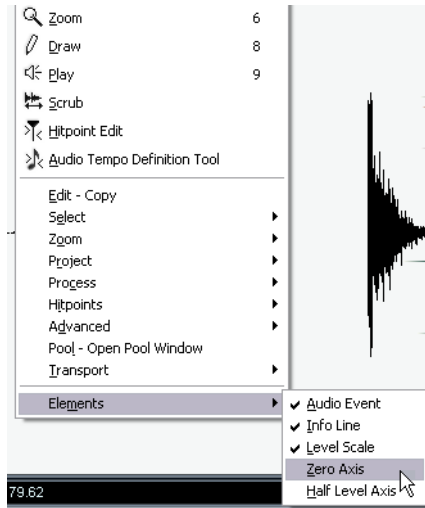 Zoom 6
Draw 8
Play 9
Scrub
Hitpoint Edit
Audio Tempo Definition Tool
Edit - Copy
Select
Zoom
Project
Process
Hitpoints
Advanced
Pool - Open Pool Window
Transport
Elements
Audio Event
Info Line
Level Scale
Zero Axis
Half Level Axis
79.62